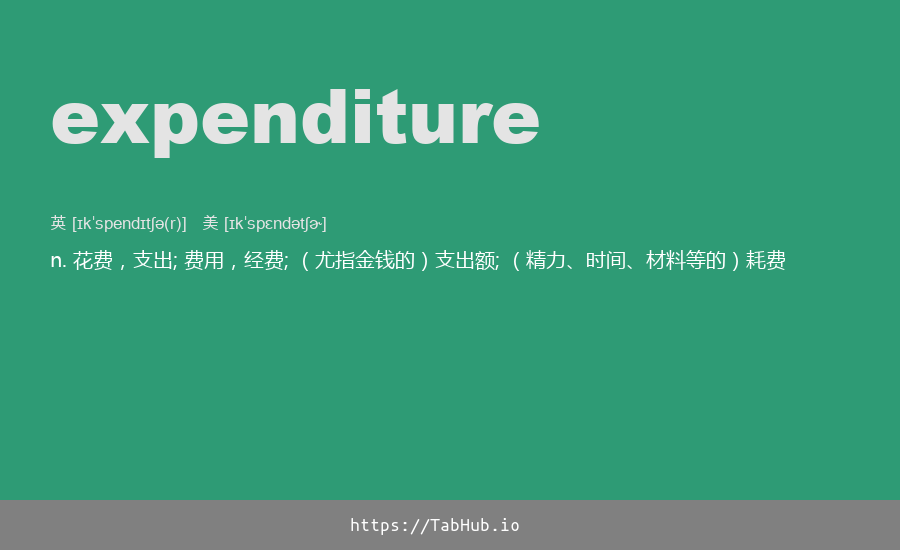 expenditure
英 [ɪkˈspendɪtʃə(r)] 美 [ɪkˈspɛndətʃɚ]
n. 花费，支出; 费用，经费; （尤指金钱的）支出额; （精力、时间、材料等的）耗费
https://TabHub.io